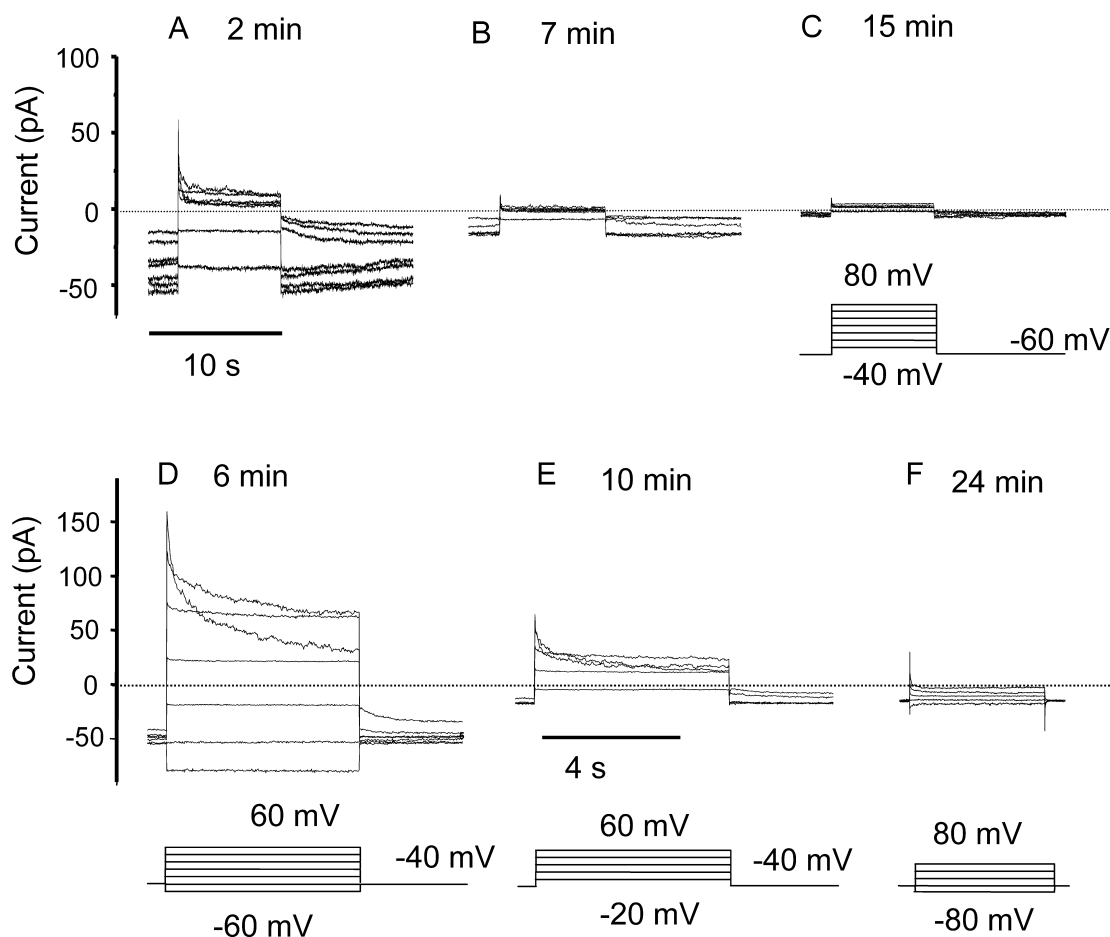 A 2 min
B 7 min
C 15 min
Current (pA)
100
50
0
-50
10 s
80 mV
-60 mV
-40 mV
D 6 min
E 10 min
F 24 min
Current (pA)
150
100
50
0
-50
4 s
60 mV
-40 mV
-60 mV
60 mV
-40 mV
-20 mV
80 mV
-80 mV